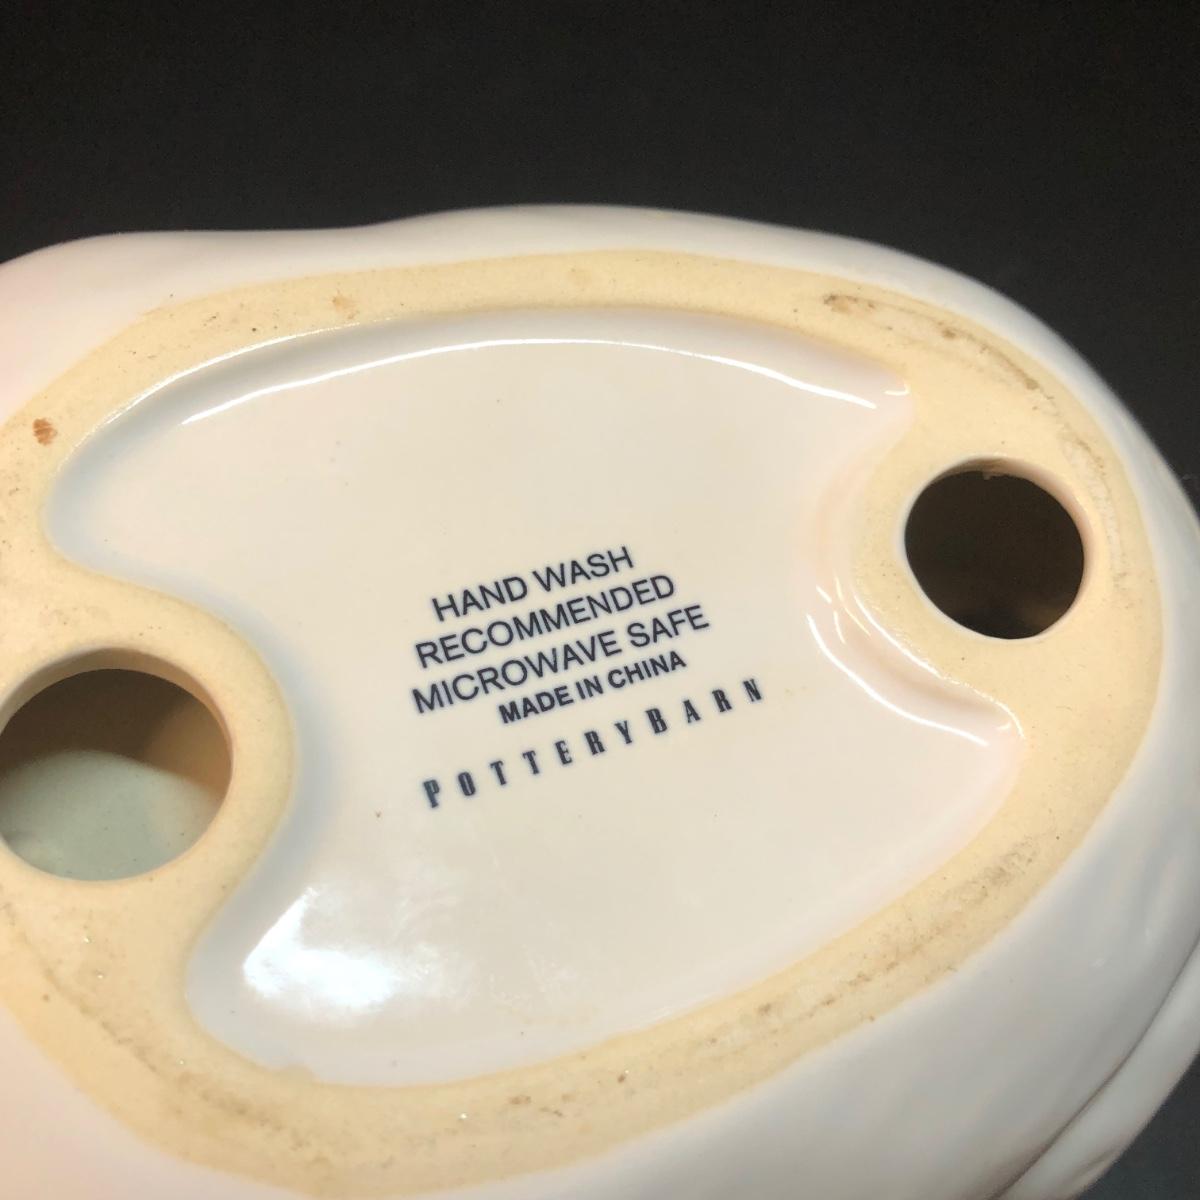 HAND WASH
RECOMMENDED
MICROWAVE SAFE
MADE IN CHINA
POTTERYBARN